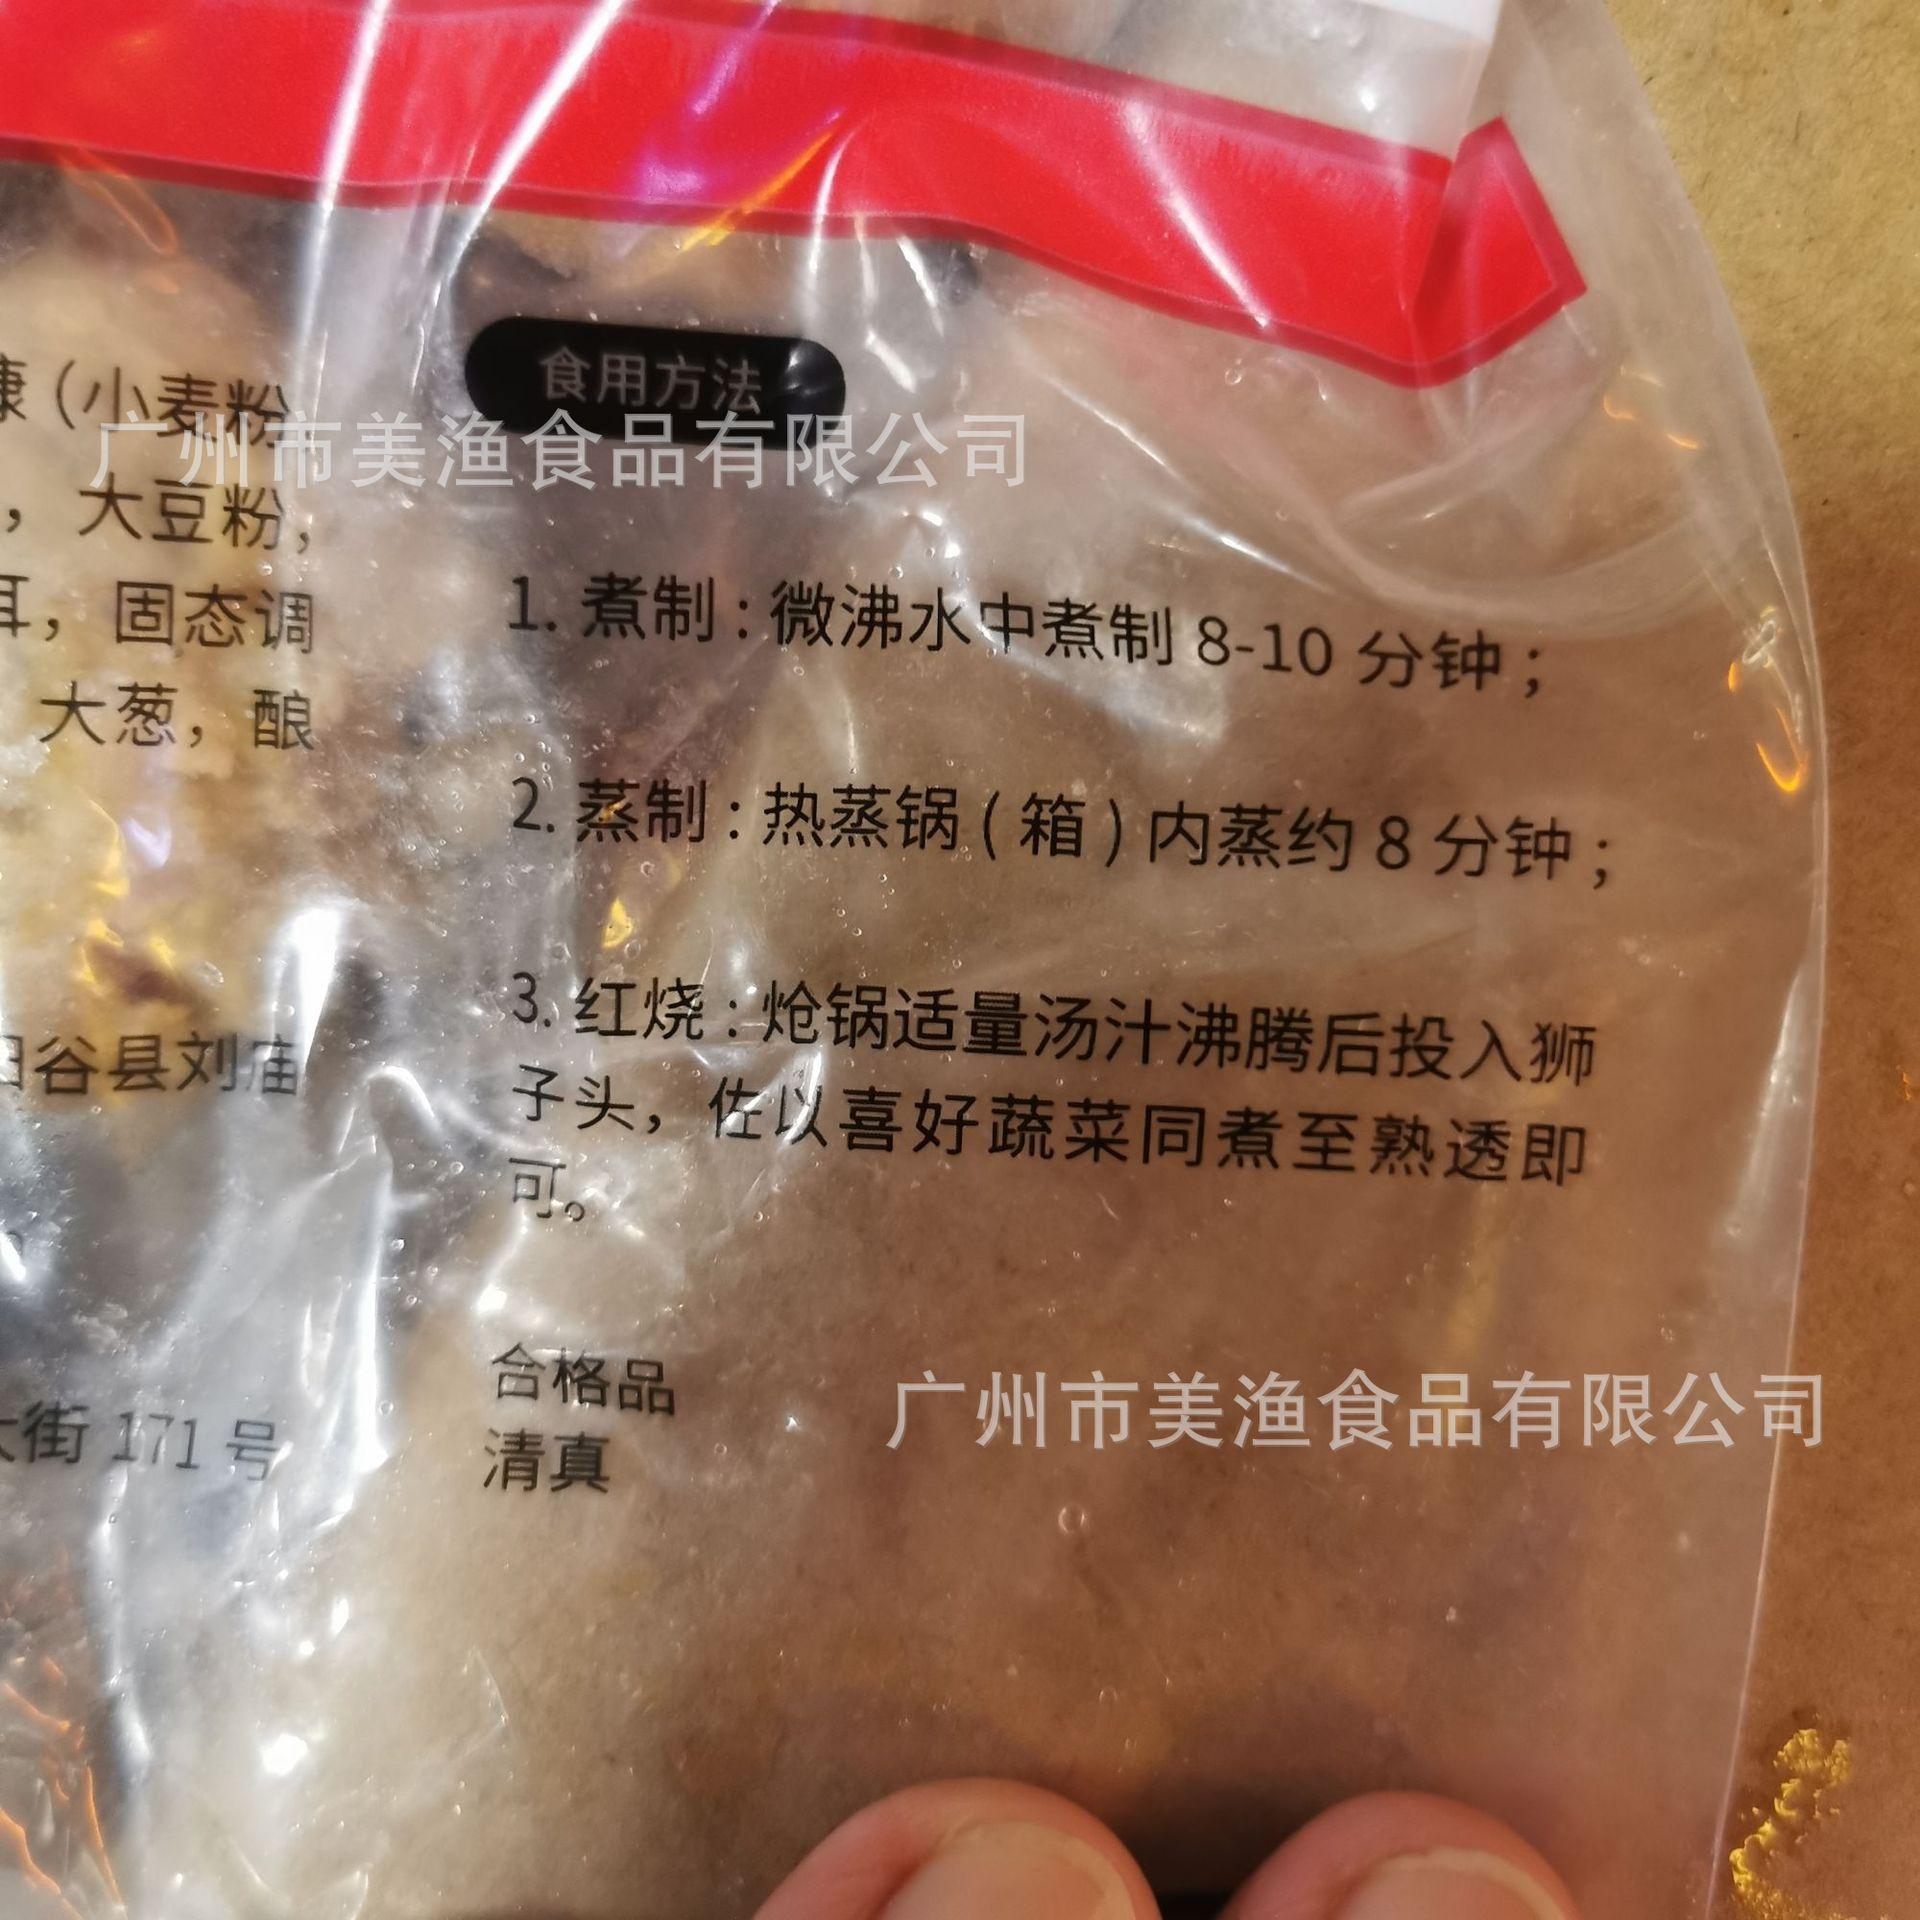 食用方法
1. 煮制：微沸水中煮制 8-10 分钟；
2. 蒸制：热蒸锅（箱）内蒸约 8 分钟；
3. 红烧：炝锅适量汤汁沸腾后投入狮
子头，佐以喜好蔬菜同煮至熟透即
可。
合格品
清真
（小麦粉，
，大豆粉，
，固态调
大葱，酿
谷县刘庙
街 171 号
广州市美渔食品有限公司
广州市美渔食品有限公司